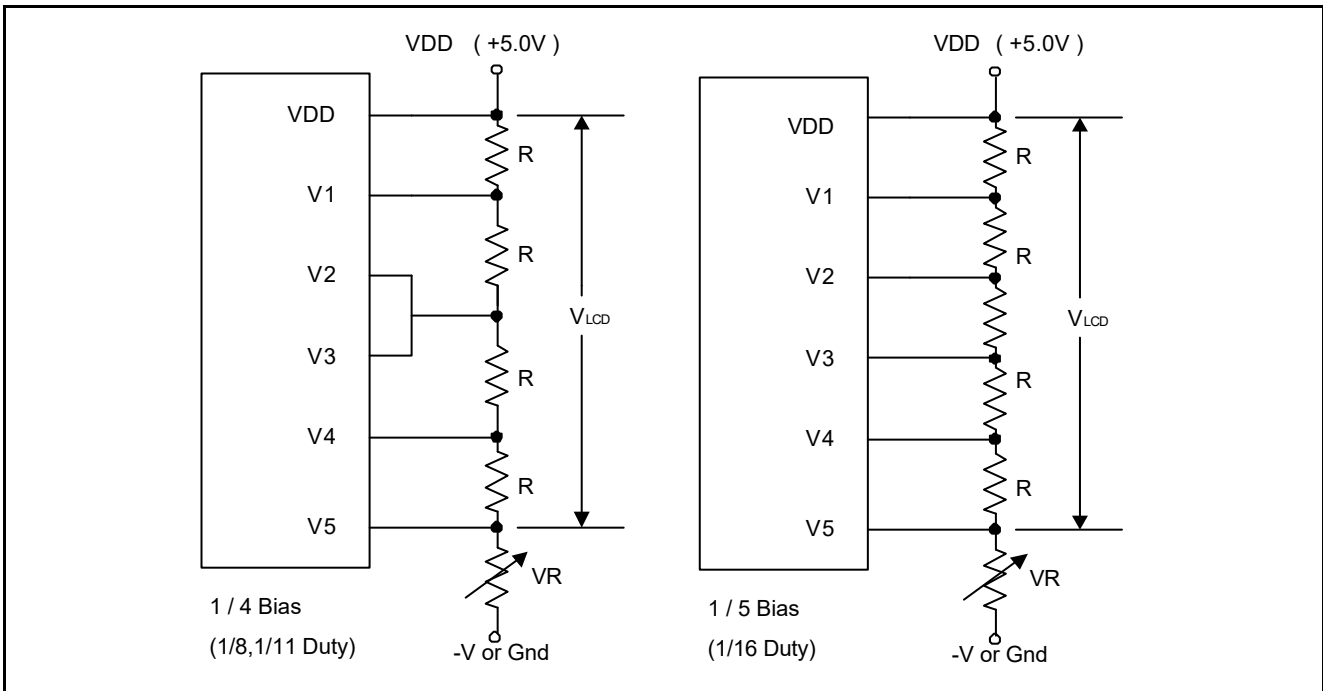 VDD ( +5.0V )
VDD
R
V1
R
V2
VLCD
V3
R
V4
R
V5
VR
1 / 4 Bias
(1/8,1/11 Duty)
-V or Gnd
VDD ( +5.0V )
VDD
R
V1
R
V2
VLCD
V3
R
V4
R
V5
VR
1 / 5 Bias
(1/16 Duty)
-V or Gnd